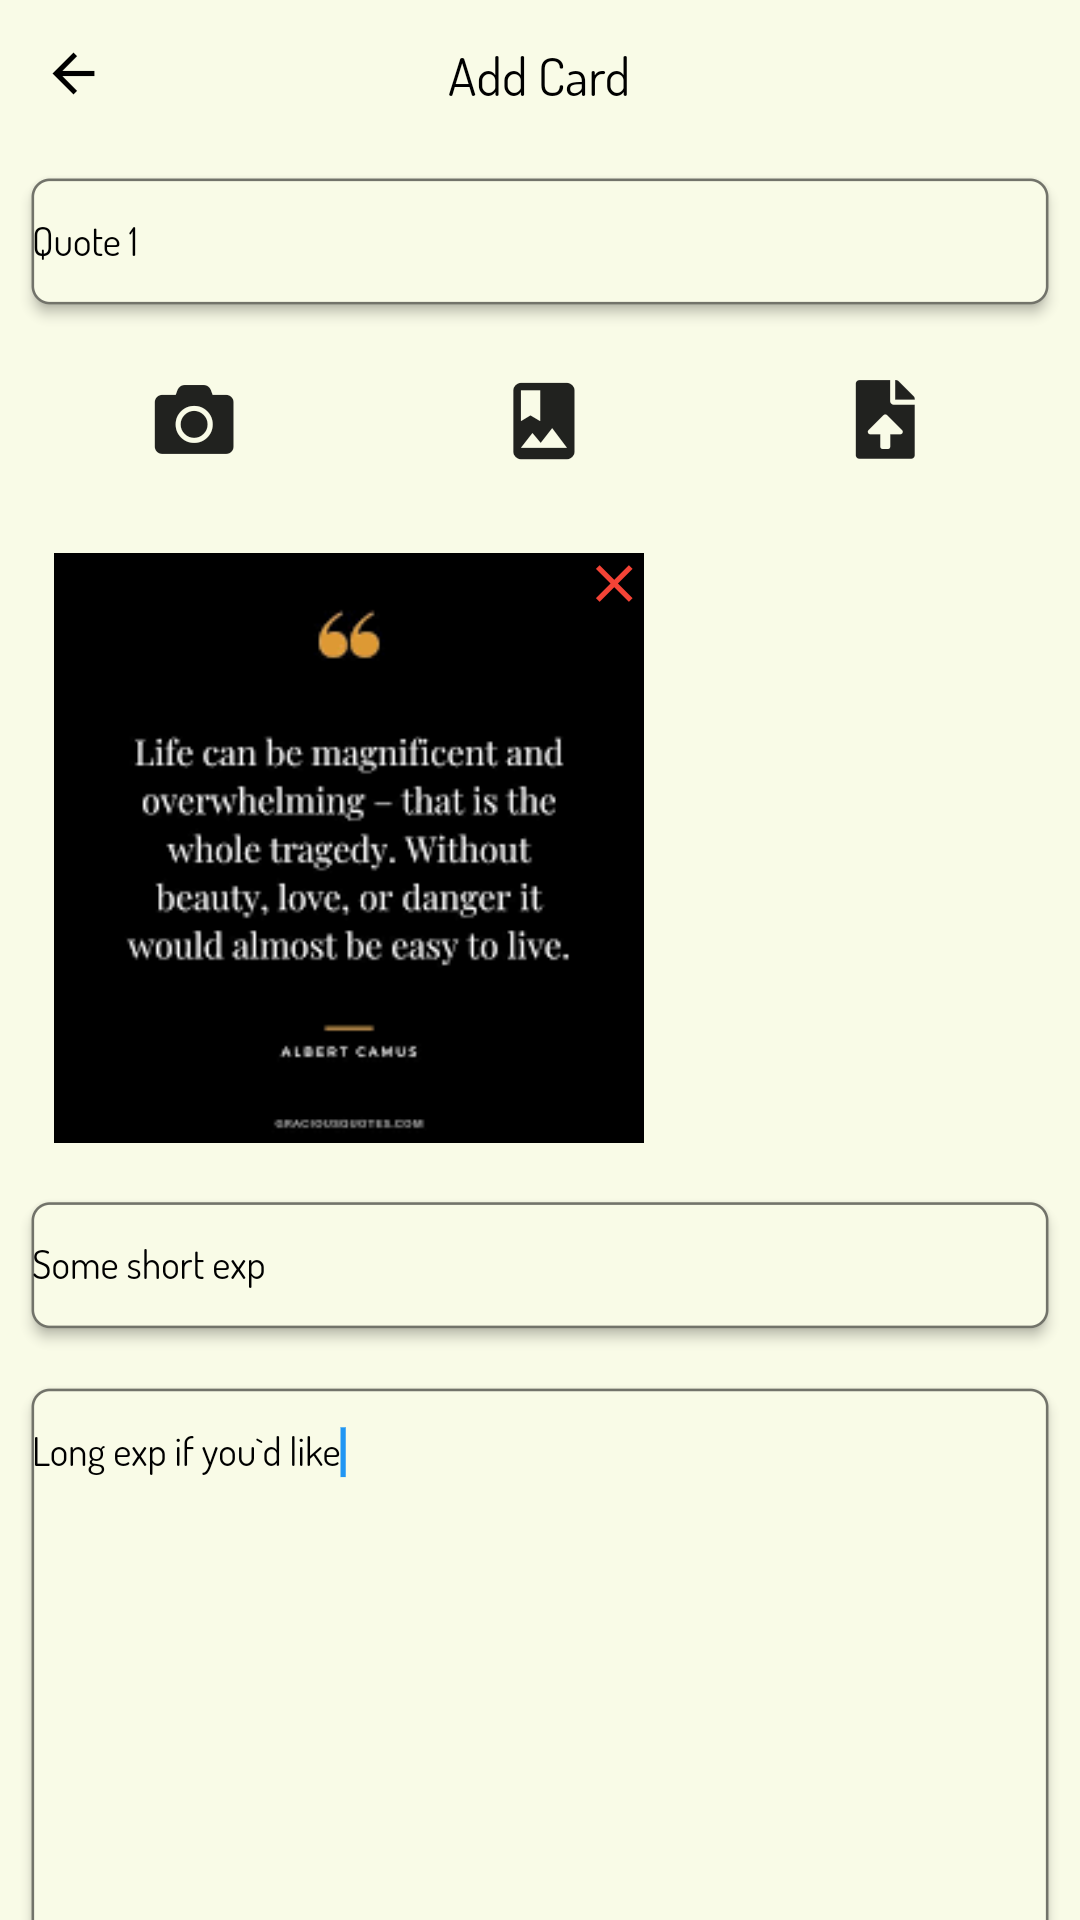 Add Card
Quote 1
Life can be magnificent and
overwhelming – that is the
whole tragedy. Without
beauty, love, or danger it
would almost be easy to live.
ALBERT CAMUS
GRACIOUSQUOTES.COM
Some short exp
Long exp if you`d like